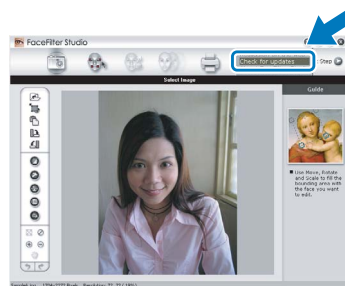 FaceFilter Studio
Check for updates
Step
Select Image
Guide
Use Move, Rotate
and Scale to fill the
bounding area with
the face you want
to edit.